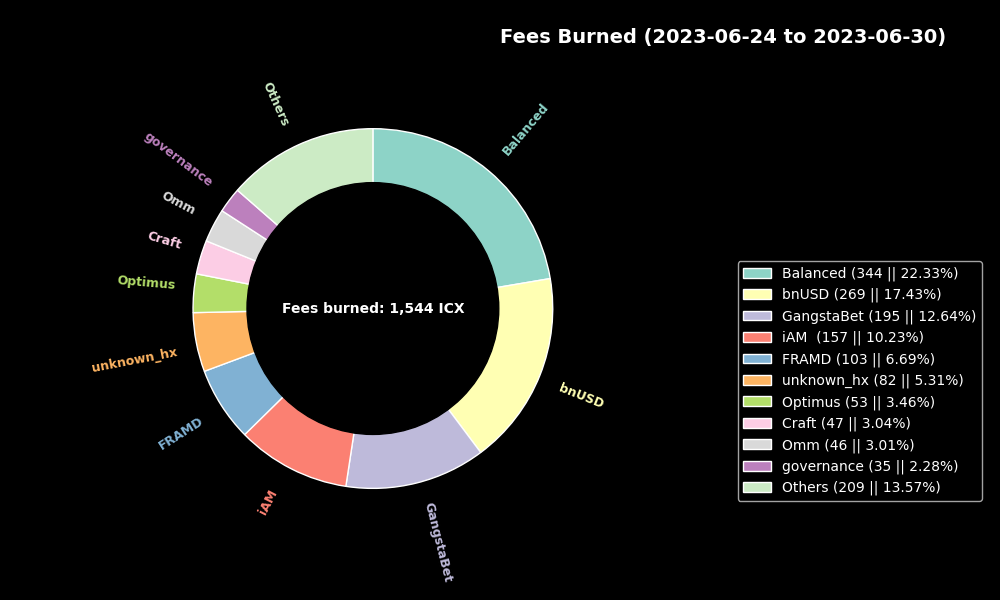 Fees Burned (2023-06-24 to 2023-06-30)
Others
Balanced
governance
Omm
Craft
Optimus
unknown_hx
FRAMD
iAM
GangstaBet
bnUSD
Fees burned: 1,544 ICX
Balanced (344 || 22.33%)
bnUSD (269 || 17.43%)
GangstaBet (195 || 12.64%)
iAM  (157 || 10.23%)
FRAMD (103 || 6.69%)
unknown_hx (82 || 5.31%)
Optimus (53 || 3.46%)
Craft (47 || 3.04%)
Omm (46 || 3.01%)
governance (35 || 2.28%)
Others (209 || 13.57%)